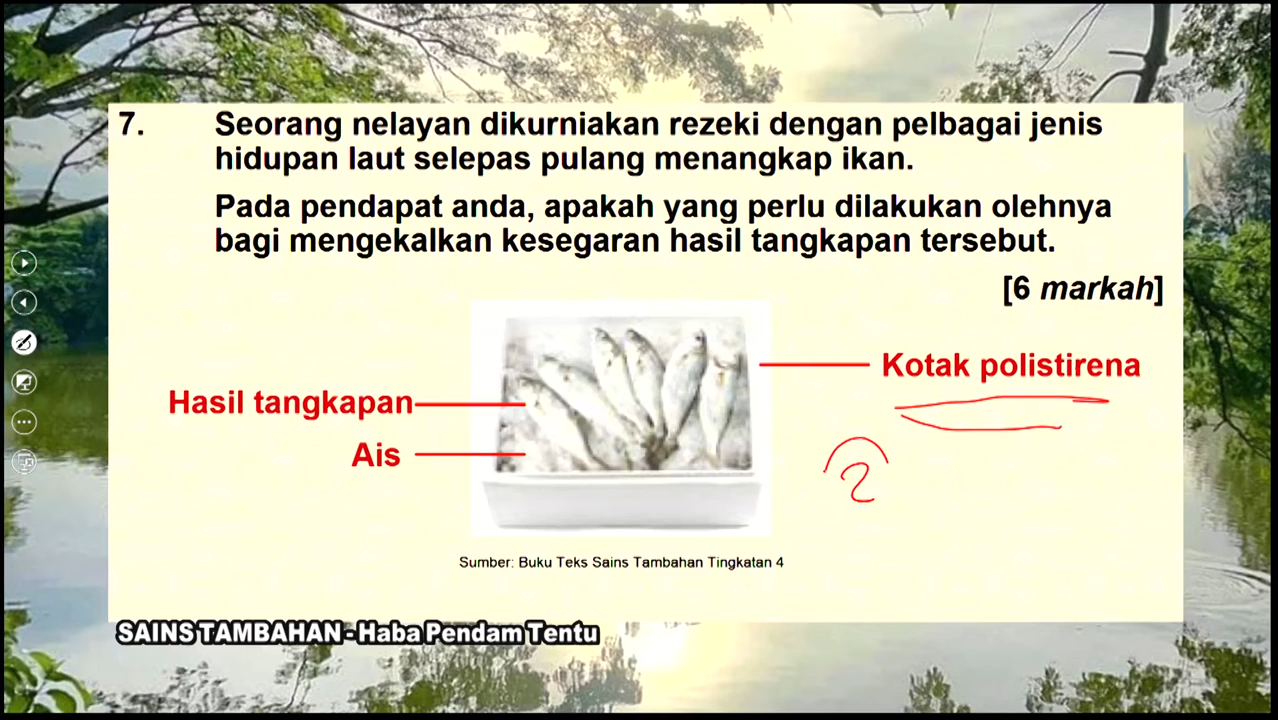 7. Seorang nelayan dikurniakan rezeki dengan pelbagai jenis
hidupan laut selepas pulang menangkap ikan.
Pada pendapat anda, apakah yang perlu dilakukan olehnya
bagi mengekalkan kesegaran hasil tangkapan tersebut.
[6 markah]
Kotak polistirena
Hasil tangkapan
Ais
2
Sumber: Buku Teks Sains Tambahan Tingkatan 4
SAINS TAMBAHAN - Haba Pendam Tentu